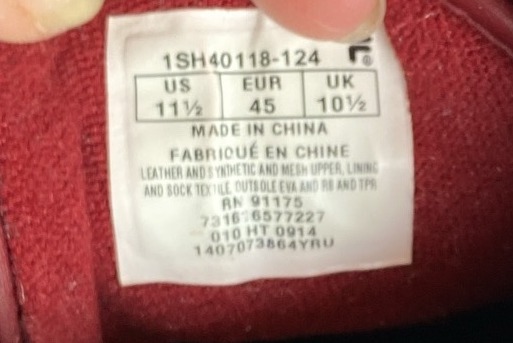 1SH40118-124
US EUR UK
11½ 45 10½
MADE IN CHINA
FABRIQUÉ EN CHINE
LEATHER AND SYNTHETIC AND MESH UPPER, LINING
AND SOCK TEXTILE, OUTSOLE EVA AND RB AND TPR
RN 91175
731676577227
010 HT 0914
1407073864YRU